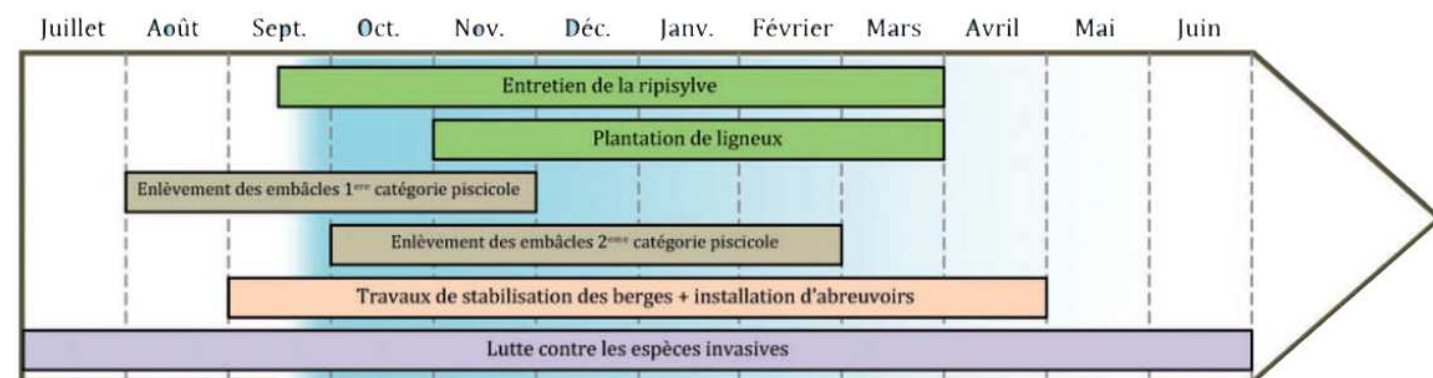 Juillet Août Sept. Oct. Nov. Déc. Janv. Février Mars Avril Mai Juin
Entretien de la ripisylve
Plantation de ligneux
Enlèvement des embâcles 1ere catégorie piscicole
Enlèvement des embâcles 2eme catégorie piscicole
Travaux de stabilisation des berges + installation d'abreuvoirs
Lutte contre les espèces invasives